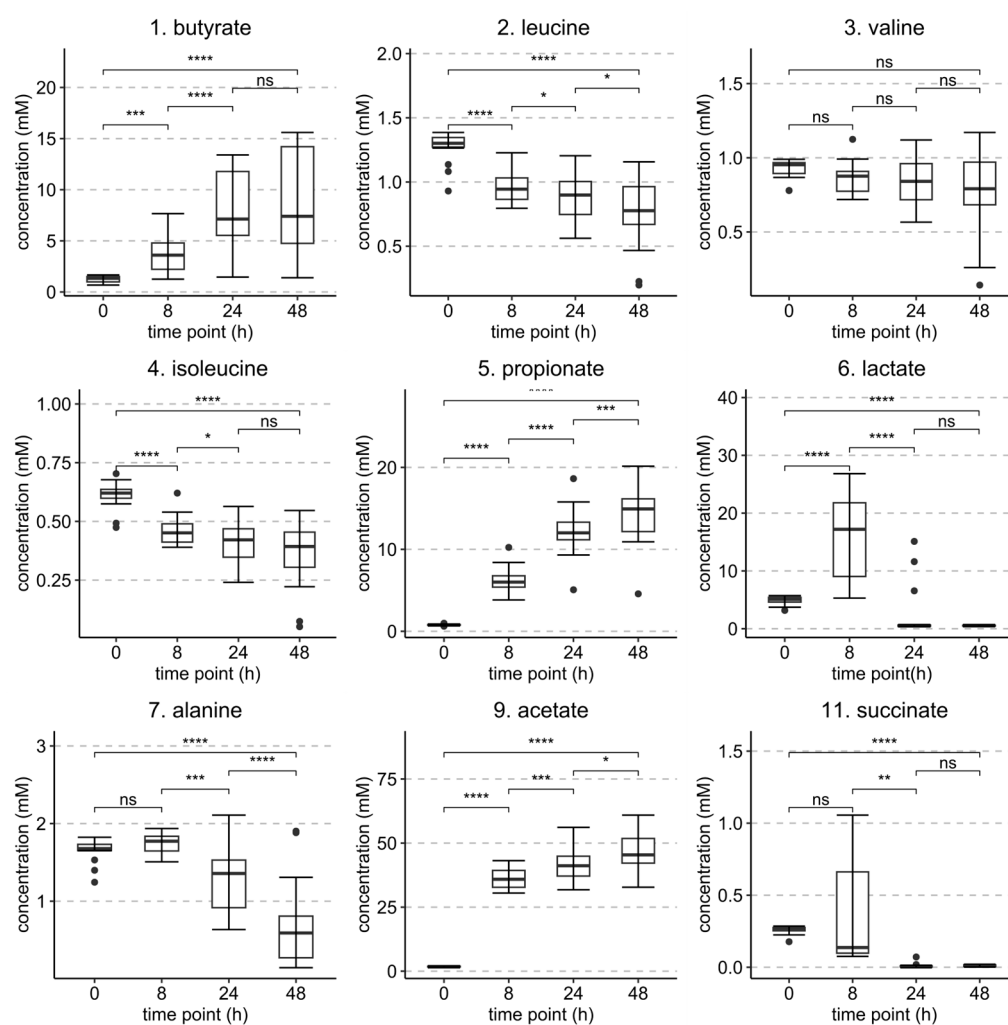 1. butyrate
2. leucine
3. valine
concentration (mM)
20
15
10
5
0
****
ns
****
***
0 8 24 48
time point (h)
concentration (mM)
2.0
1.5
1.0
0.5
****
*
*
****
0 8 24 48
time point (h)
concentration (mM)
1.5
1.0
0.5
ns
ns
ns
ns
0 8 24 48
time point (h)
4. isoleucine
5. propionate
6. lactate
concentration (mM)
1.00
0.75
0.50
0.25
****
ns
*
****
0 8 24 48
time point (h)
concentration (mM)
20
10
0
****
***
****
****
0 8 24 48
time point (h)
concentration (mM)
40
30
20
10
0
****
ns
****
****
0 8 24 48
time point(h)
7. alanine
9. acetate
11. succinate
concentration (mM)
3
2
1
****
****
***
ns
0 8 24 48
time point (h)
concentration (mM)
75
50
25
0
****
*
***
****
0 8 24 48
time point (h)
concentration (mM)
1.5
1.0
0.5
0.0
****
ns
**
ns
0 8 24 48
time point (h)